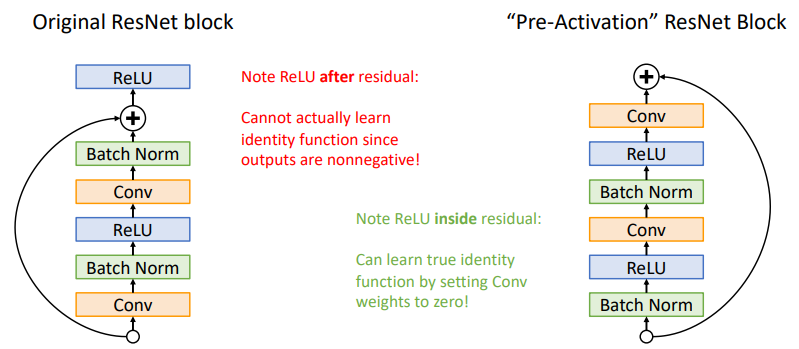 Original ResNet block
ReLU
+
Batch Norm
Conv
ReLU
Batch Norm
Conv
Note ReLU after residual:
Cannot actually learn
identity function since
outputs are nonnegative!
Note ReLU inside residual:
Can learn true identity
function by setting Conv
weights to zero!
“Pre-Activation” ResNet Block
+
Conv
ReLU
Batch Norm
Conv
ReLU
Batch Norm